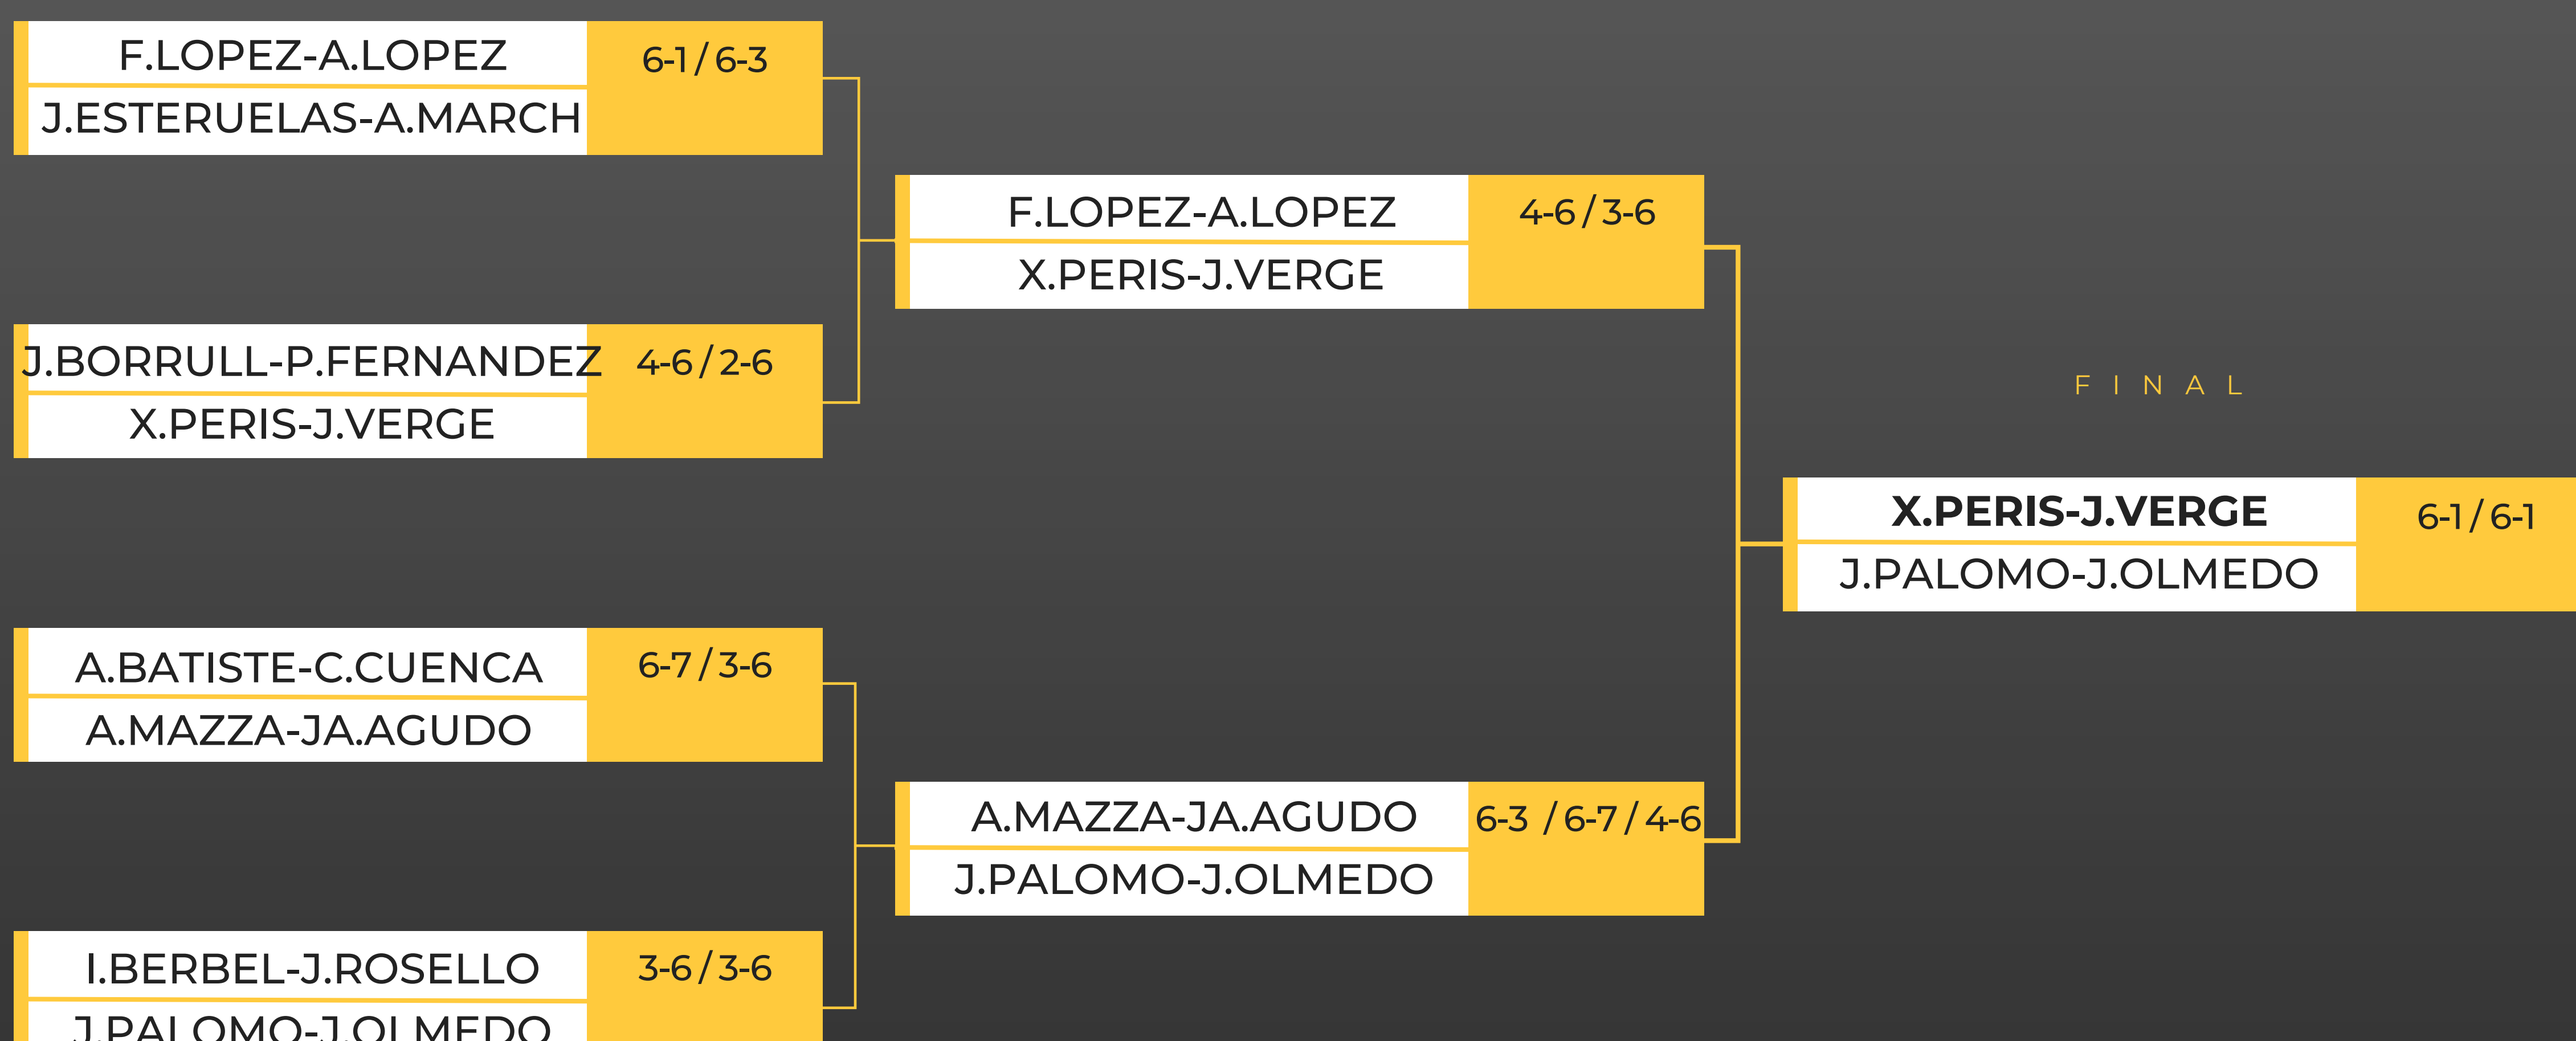 F.LOPEZ-A.LOPEZ 6-1 / 6-3
J.ESTERUELAS-A.MARCH
J.BORRULL-P.FERNANDEZ 4-6 / 2-6
X.PERIS-J.VERGE
A.BATISTE-C.CUENCA 6-7 / 3-6
A.MAZZA-JA.AGUDO
I.BERBEL-J.ROSELLO 3-6 / 3-6
J.PALOMO-J.OLMEDO
F.LOPEZ-A.LOPEZ 4-6 / 3-6
X.PERIS-J.VERGE
A.MAZZA-JA.AGUDO 6-3 / 6-7 / 4-6
J.PALOMO-J.OLMEDO
FINAL
X.PERIS-J.VERGE 6-1 / 6-1
J.PALOMO-J.OLMEDO